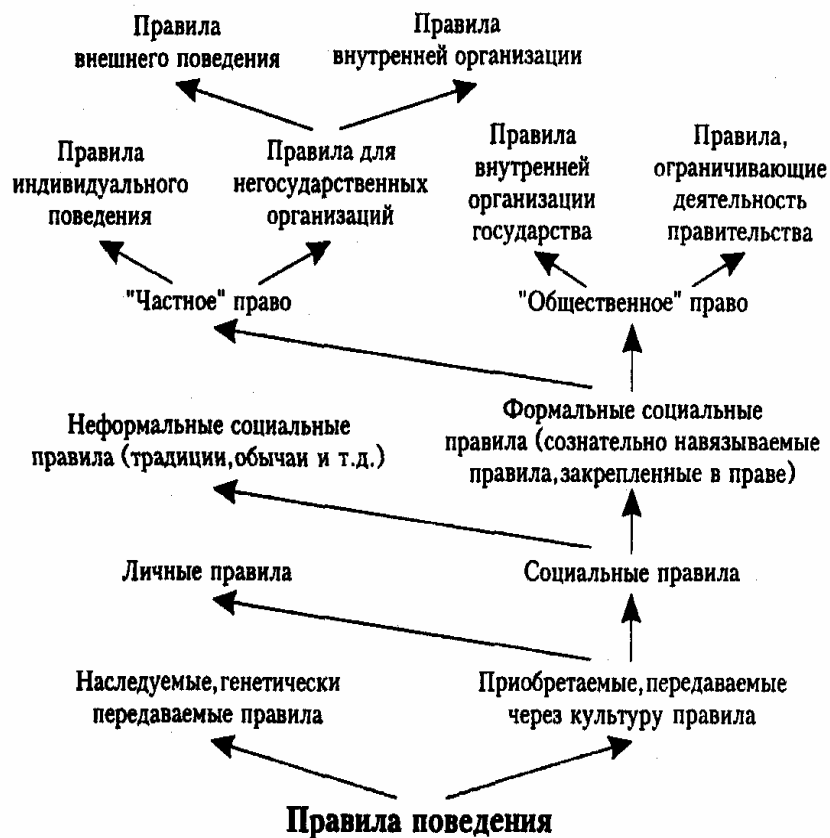 Правила
внешнего поведения
Правила
внутренней организации
Правила
индивидуального
поведения
Правила для
негосударственных
организаций
Правила
внутренней
организации
государства
Правила,
ограничивающие
деятельность
правительства
"Частное" право
"Общественное" право
Неформальные социальные
правила (традиции, обычаи и т.д.)
Формальные социальные
правила (сознательно навязываемые
правила, закрепленные в праве)
Личные правила
Социальные правила
Наследуемые, генетически
передаваемые правила
Приобретаемые, передаваемые
через культуру правила
Правила поведения